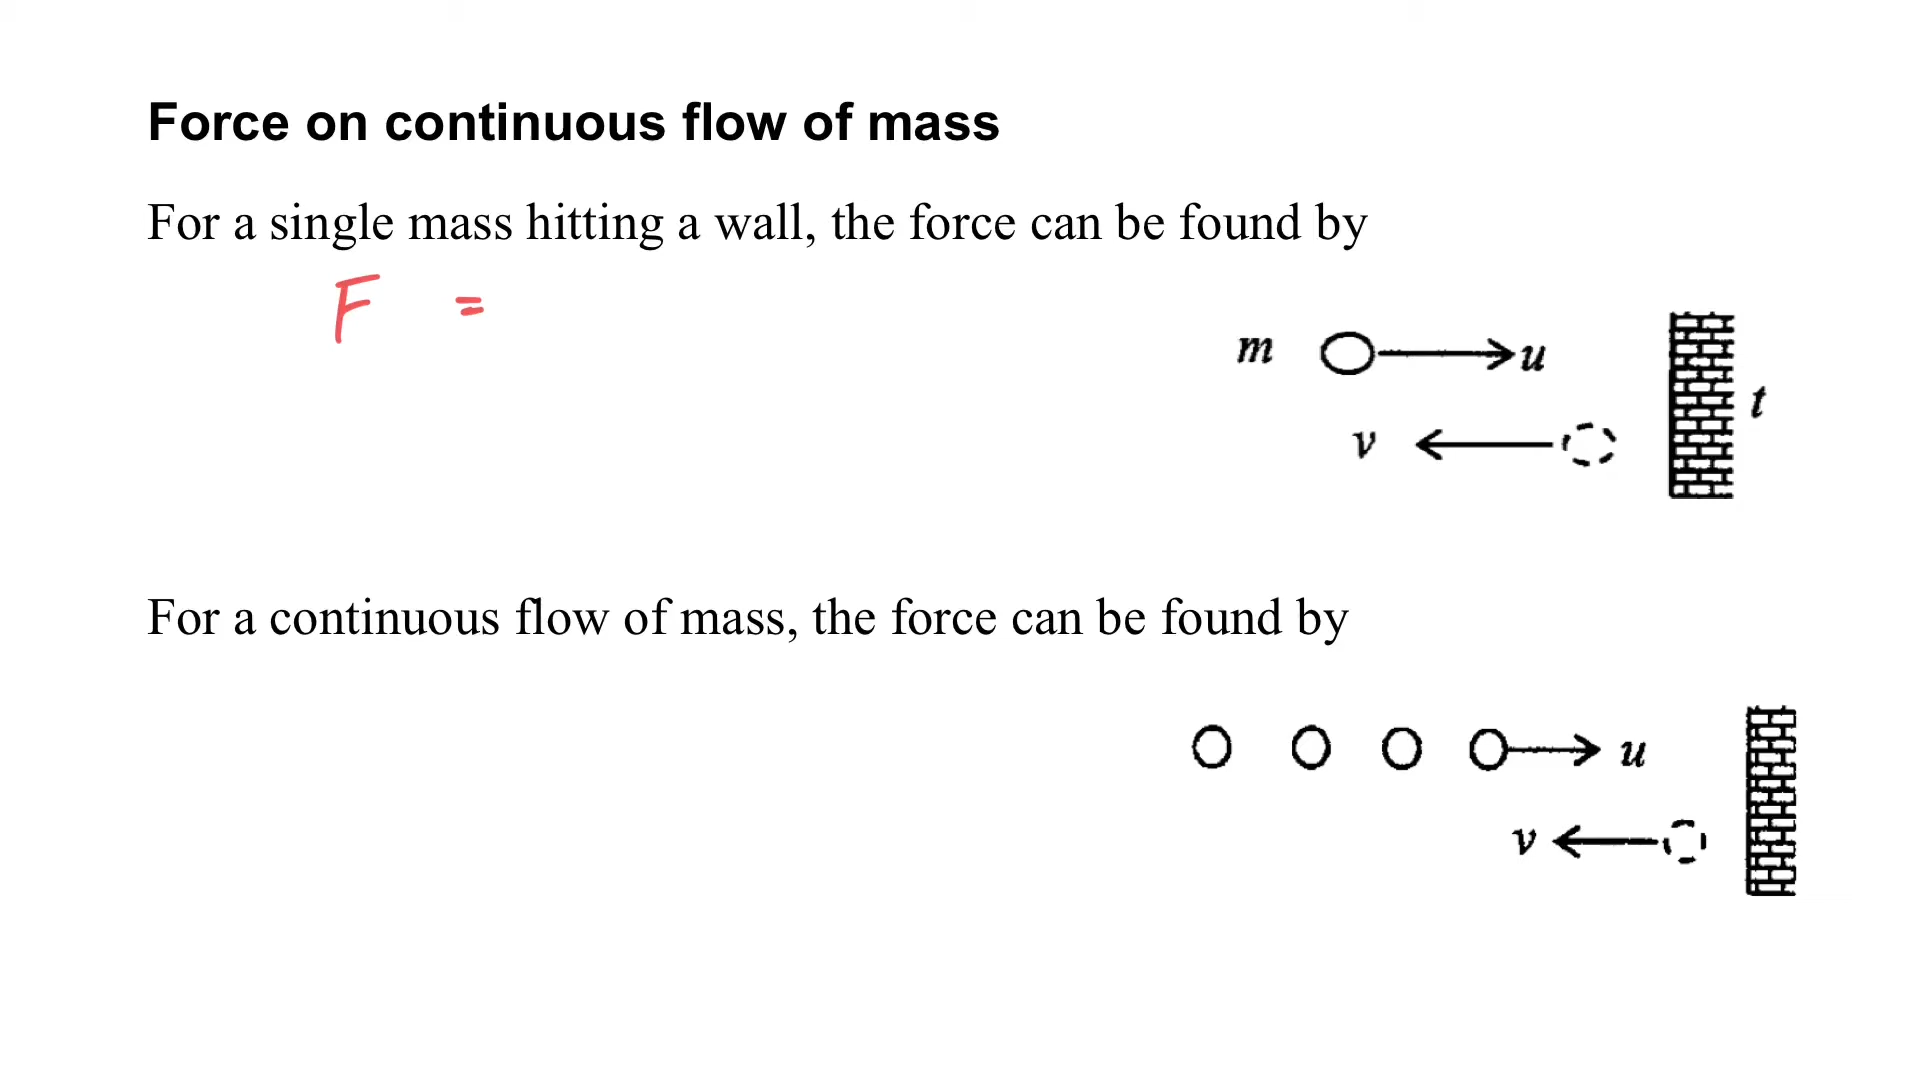 Force on continuous flow of mass
For a single mass hitting a wall, the force can be found by
F =
m u
v t
For a continuous flow of mass, the force can be found by
u
v